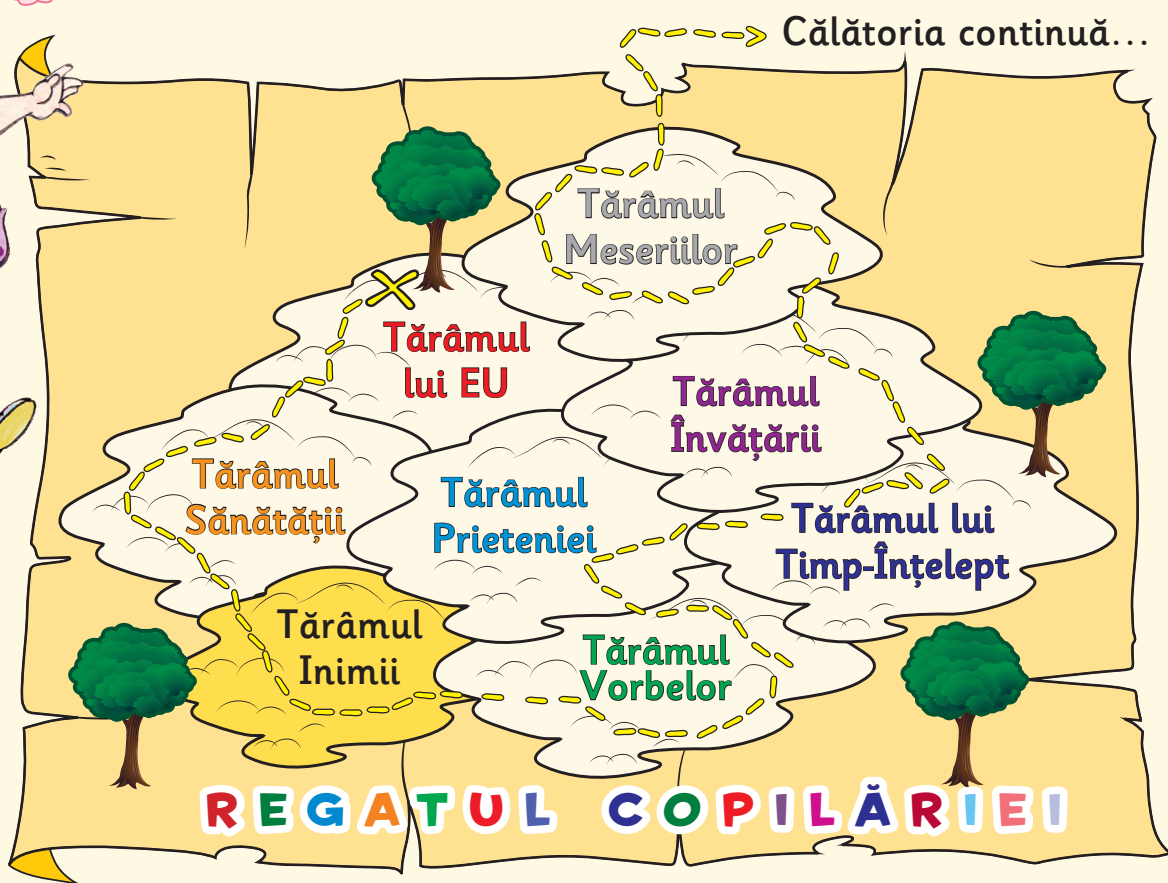 Călătoria continuă...
Tărâmul
Meseriilor
Tărâmul
lui EU
Tărâmul
Învățării
Tărâmul
Sănătății
Tărâmul
Prieteniei
Tărâmul lui
Timp-Înțelept
Tărâmul
Inimii
Tărâmul
Vorbelor
REGATUL COPILĂRIEI